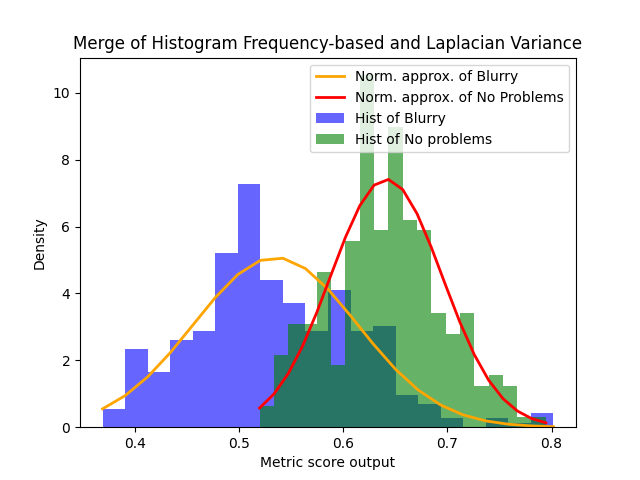 Merge of Histogram Frequency-based and Laplacian Variance
Norm. approx. of Blurry
Norm. approx. of No Problems
Hist of Blurry
Hist of No problems
Density
10
8
6
4
2
0
0.4 0.5 0.6 0.7 0.8
Metric score output